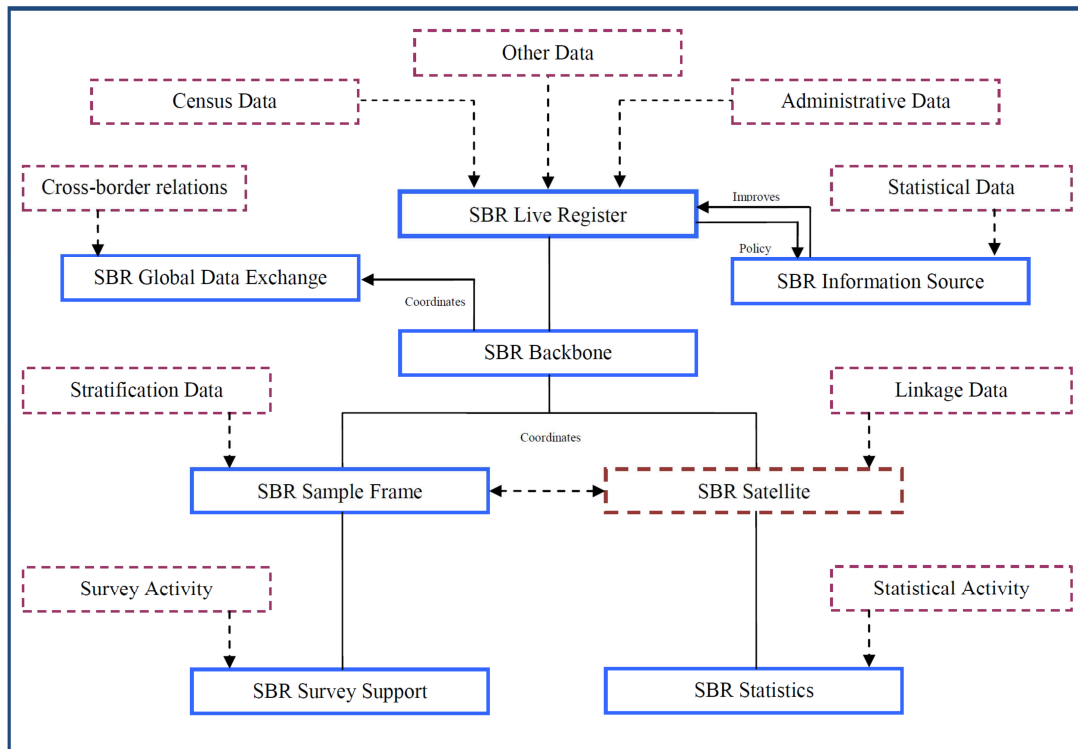 Other Data
Census Data
Administrative Data
Cross-border relations
Statistical Data
SBR Live Register
Improves
Policy
SBR Global Data Exchange
SBR Information Source
Coordinates
SBR Backbone
Stratification Data
Linkage Data
Coordinates
SBR Sample Frame
SBR Satellite
Survey Activity
Statistical Activity
SBR Survey Support
SBR Statistics